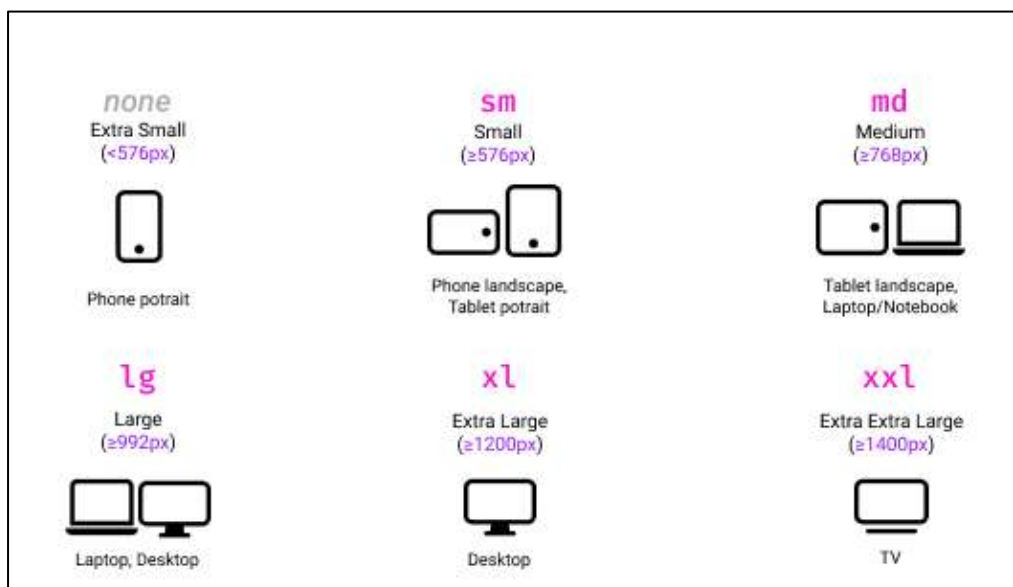 none
Extra Small
(<576px)
sm
Small
(≥576px)
md
Medium
(≥768px)
Phone potrait
Phone landscape,
Tablet potrait
Tablet landscape,
Laptop/Notebook
lg
Large
(≥992px)
xl
Extra Large
(≥1200px)
xxl
Extra Extra Large
(≥1400px)
Laptop, Desktop
Desktop
TV